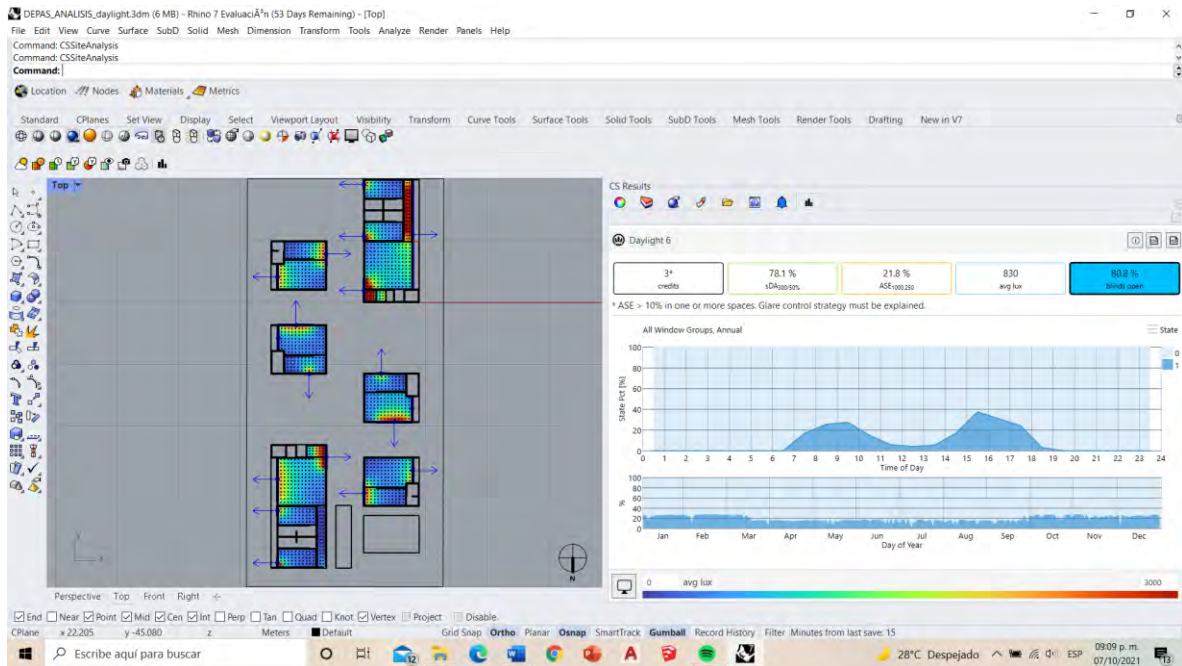 DEPAS_ANALISIS_daylight.3dm (6 MB) - Rhino 7 EvaluaciÃ³n (53 Days Remaining) - [Top]
File Edit View Curve Surface SubD Solid Mesh Dimension Transform Tools Analyze Render Panels Help
Command: CSSiteAnalysis
Command: CSSiteAnalysis
Command:
Location Nodes Materials Metrics
Standard CPlanes Set View Display Select Viewport Layout Visibility Transform Curve Tools Surface Tools Solid Tools SubD Tools Mesh Tools Render Tools Drafting New in V7
Top
CS Results
Daylight 6
3* 78.1 % 21.8 % 830 80.8 %
credits sDA300/50% ASE1000,250 avg lux blinds open
* ASE > 10% in one or more spaces. Glare control strategy must be explained.
All Window Groups, Annual
State
0
1
State Pct [%]
100
80
60
40
20
0
0 1 2 3 4 5 6 7 8 9 10 11 12 13 14 15 16 17 18 19 20 21 22 23 24
Time of Day
%
100
80
60
40
20
0
Jan Feb Mar Apr May Jun Jul Aug Sep Oct Nov Dec
Day of Year
y
x
N
0 avg lux 3000
Perspective Top Front Right
End Near Point Mid Cen Int Perp Tan Quad Knot Vertex Project Disable
CPlane x 22.205 y -45.080 z Meters Default Grid Snap Ortho Planar Osnap SmartTrack Gumball Record History Filter Minutes from last save: 15
Escribe aquí para buscar
12
28°C Despejado ESP 09:09 p. m.
07/10/2021
13